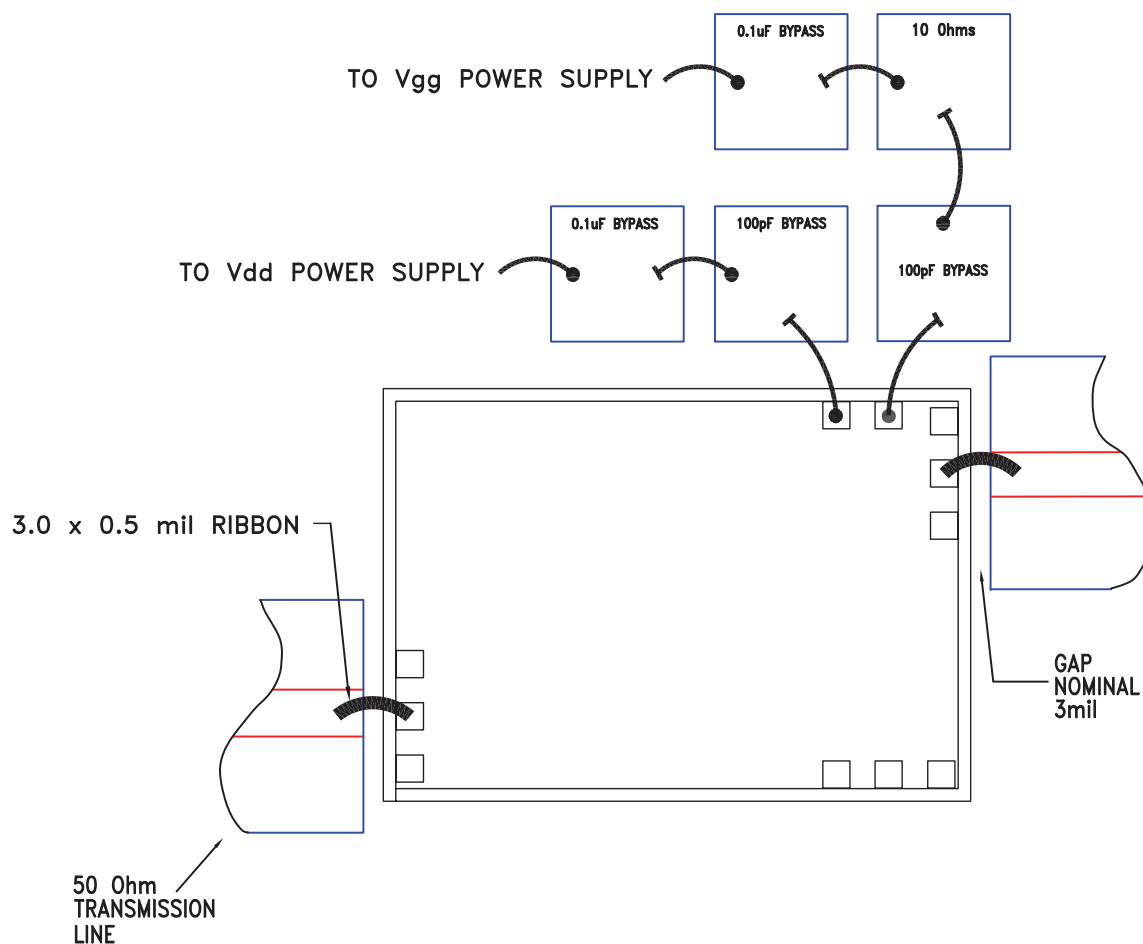 0.1uF BYPASS
10 Ohms
TO Vgg POWER SUPPLY
0.1uF BYPASS
100pF BYPASS
100pF BYPASS
TO Vdd POWER SUPPLY
3.0 x 0.5 mil RIBBON
GAP
NOMINAL
3mil
50 Ohm
TRANSMISSION
LINE